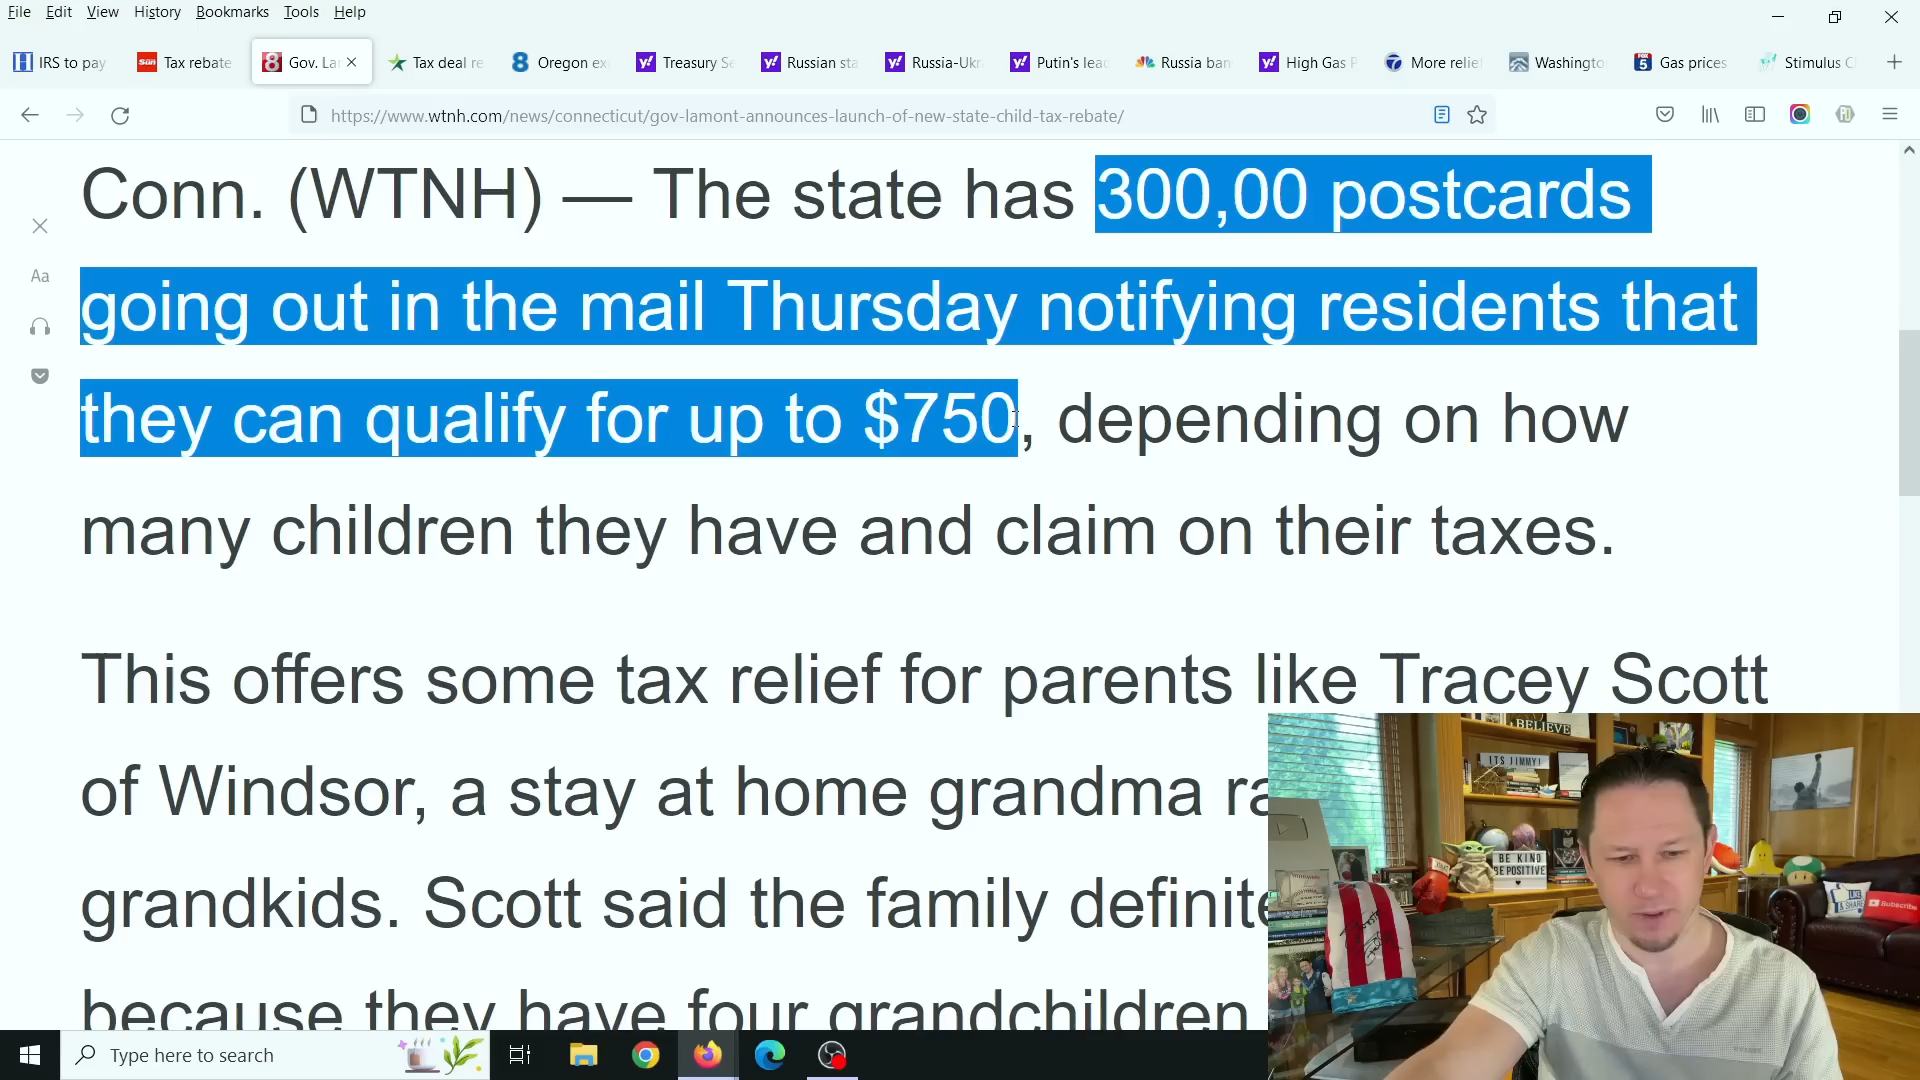 File Edit View History Bookmarks Tools Help
IRS to pay
Tax rebate
Gov. La
Tax deal re
Oregon ex
Treasury Se
Russian sta
Russia-Ukr
Putin's lea
Russia ban
High Gas P
More relief
Washingto
Gas prices
Stimulus C
https://www.wtnh.com/news/connecticut/gov-lamont-announces-launch-of-new-state-child-tax-rebate/
Conn. (WTNH) — The state has 300,00 postcards
going out in the mail Thursday notifying residents that
they can qualify for up to $750, depending on how
many children they have and claim on their taxes.
Aa
This offers some tax relief for parents like Tracey Scott
of Windsor, a stay at home grandma ra
grandkids. Scott said the family definite
because they have four grandchildren
BELIEVE
ITS JIMMY!
BE KIND
BE POSITIVE
LIKE
& SHARE
Subscribe
Type here to search